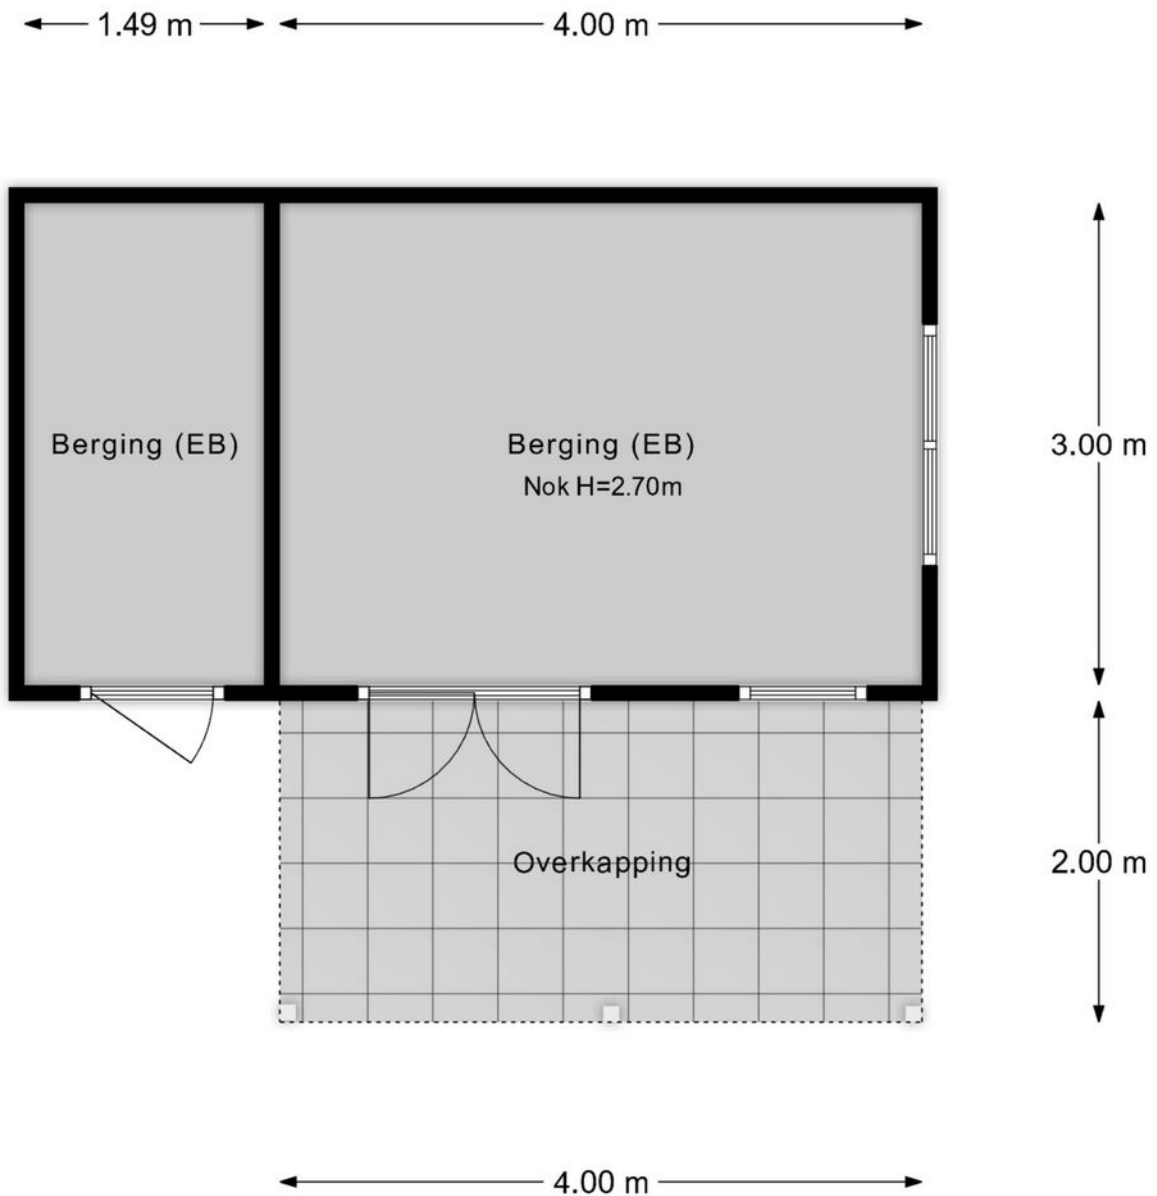 1.49 m
4.00 m
Berging (EB)
Berging (EB)
Nok H=2.70m
3.00 m
Overkapping
2.00 m
4.00 m